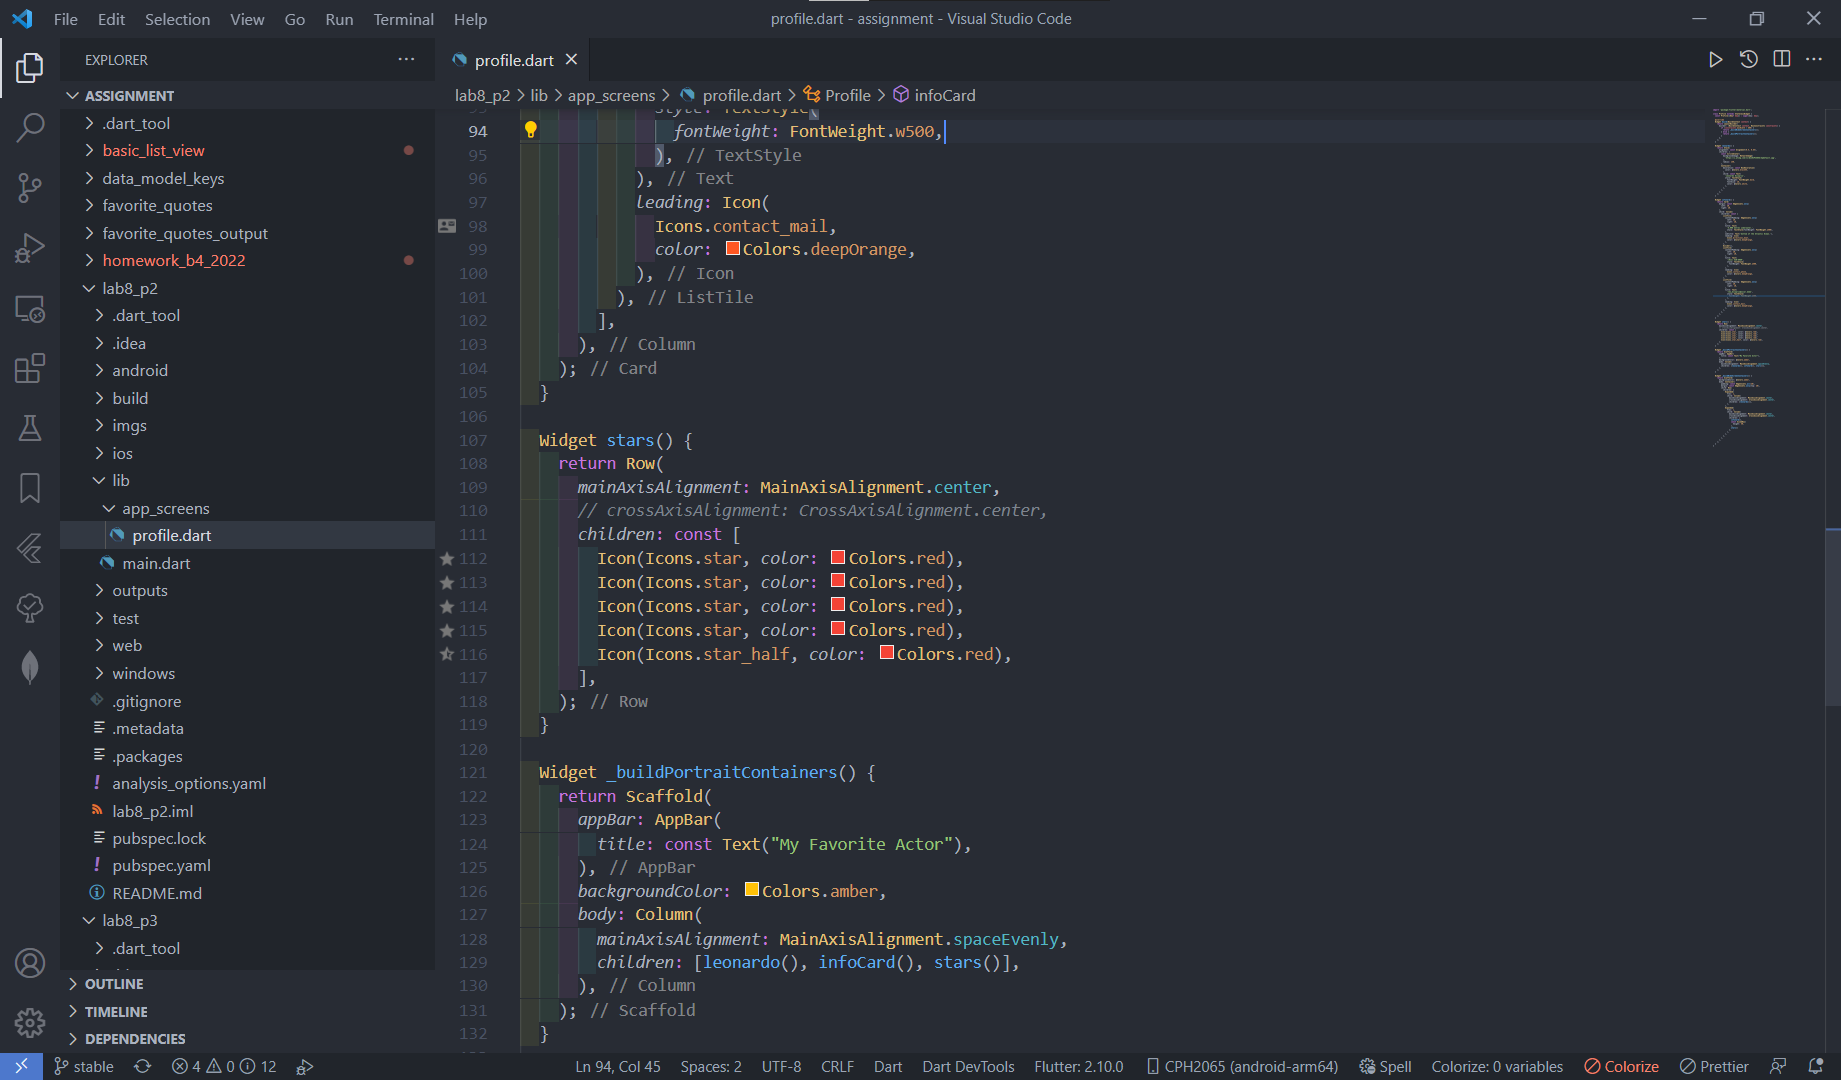 File Edit Selection View Go Run Terminal Help
profile.dart - assignment - Visual Studio Code
EXPLORER
ASSIGNMENT
.dart_tool
basic_list_view
data_model_keys
favorite_quotes
favorite_quotes_output
homework_b4_2022
lab8_p2
.dart_tool
.idea
android
build
imgs
ios
lib
app_screens
profile.dart
main.dart
outputs
test
web
windows
.gitignore
.metadata
.packages
analysis_options.yaml
lab8_p2.iml
pubspec.lock
pubspec.yaml
README.md
lab8_p3
.dart_tool
OUTLINE
TIMELINE
DEPENDENCIES
profile.dart
lab8_p2 > lib > app_screens > profile.dart > Profile > infoCard
94 fontWeight: FontWeight.w500,
95 ), // TextStyle
96 ), // Text
97 leading: Icon(
98 Icons.contact_mail,
99 color: Colors.deepOrange,
100 ), // Icon
101 ), // ListTile
102 ],
103 ), // Column
104 ); // Card
105 }
106
107 Widget stars() {
108 return Row(
109 mainAxisAlignment: MainAxisAlignment.center,
110 // crossAxisAlignment: CrossAxisAlignment.center,
111 children: const [
112 Icon(Icons.star, color: Colors.red),
113 Icon(Icons.star, color: Colors.red),
114 Icon(Icons.star, color: Colors.red),
115 Icon(Icons.star, color: Colors.red),
116 Icon(Icons.star_half, color: Colors.red),
117 ],
118 ); // Row
119 }
120
121 Widget _buildPortraitContainers() {
122 return Scaffold(
123 appBar: AppBar(
124 title: const Text("My Favorite Actor"),
125 ), // AppBar
126 backgroundColor: Colors.amber,
127 body: Column(
128 mainAxisAlignment: MainAxisAlignment.spaceEvenly,
129 children: [leonardo(), infoCard(), stars()],
130 ), // Column
131 ); // Scaffold
132 }
stable 4 0 12 Ln 94, Col 45 Spaces: 2 UTF-8 CRLF Dart Dart DevTools Flutter: 2.10.0 CPH2065 (android-arm64) Spell Colorize: 0 variables Colorize Prettier